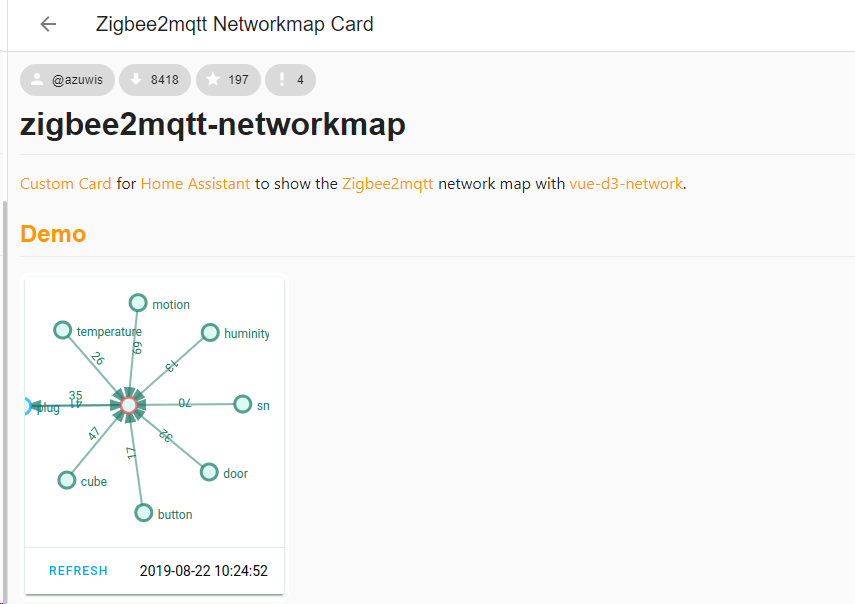 Zigbee2mqtt Networkmap Card
@azuwis 8418 197 4
zigbee2mqtt-networkmap
Custom Card for Home Assistant to show the Zigbee2mqtt network map with vue-d3-network.
Demo
motion
temperature
huminity
69
26
13
35
41
plug
70
sn
47
32
17
door
cube
button
REFRESH 2019-08-22 10:24:52